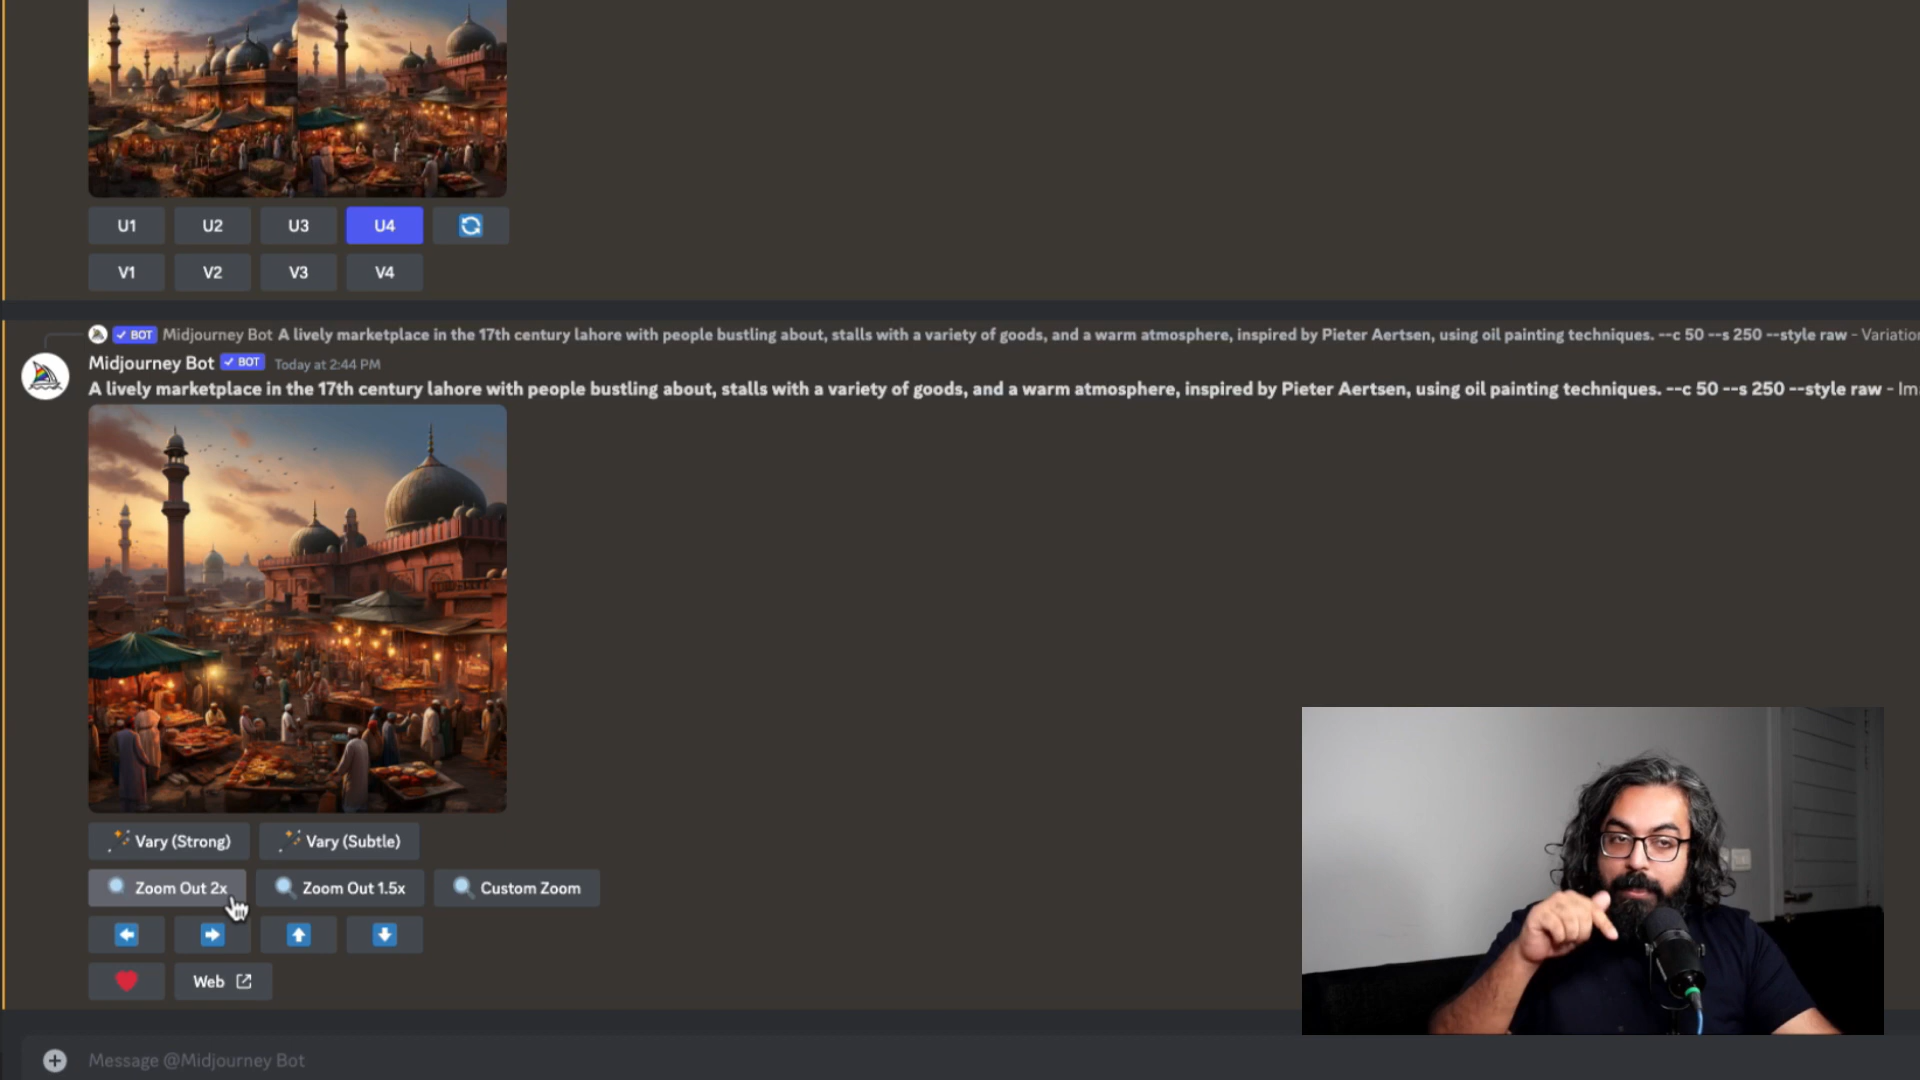 U1 U2 U3 U4
V1 V2 V3 V4
BOT Midjourney Bot A lively marketplace in the 17th century lahore with people bustling about, stalls with a variety of goods, and a warm atmosphere, inspired by Pieter Aertsen, using oil painting techniques. --c 50 --s 250 --style raw - Variation
Midjourney Bot BOT Today at 2:44 PM
A lively marketplace in the 17th century lahore with people bustling about, stalls with a variety of goods, and a warm atmosphere, inspired by Pieter Aertsen, using oil painting techniques. --c 50 --s 250 --style raw - Im
Vary (Strong) Vary (Subtle)
Zoom Out 2x Zoom Out 1.5x Custom Zoom
Web
Message @Midjourney Bot